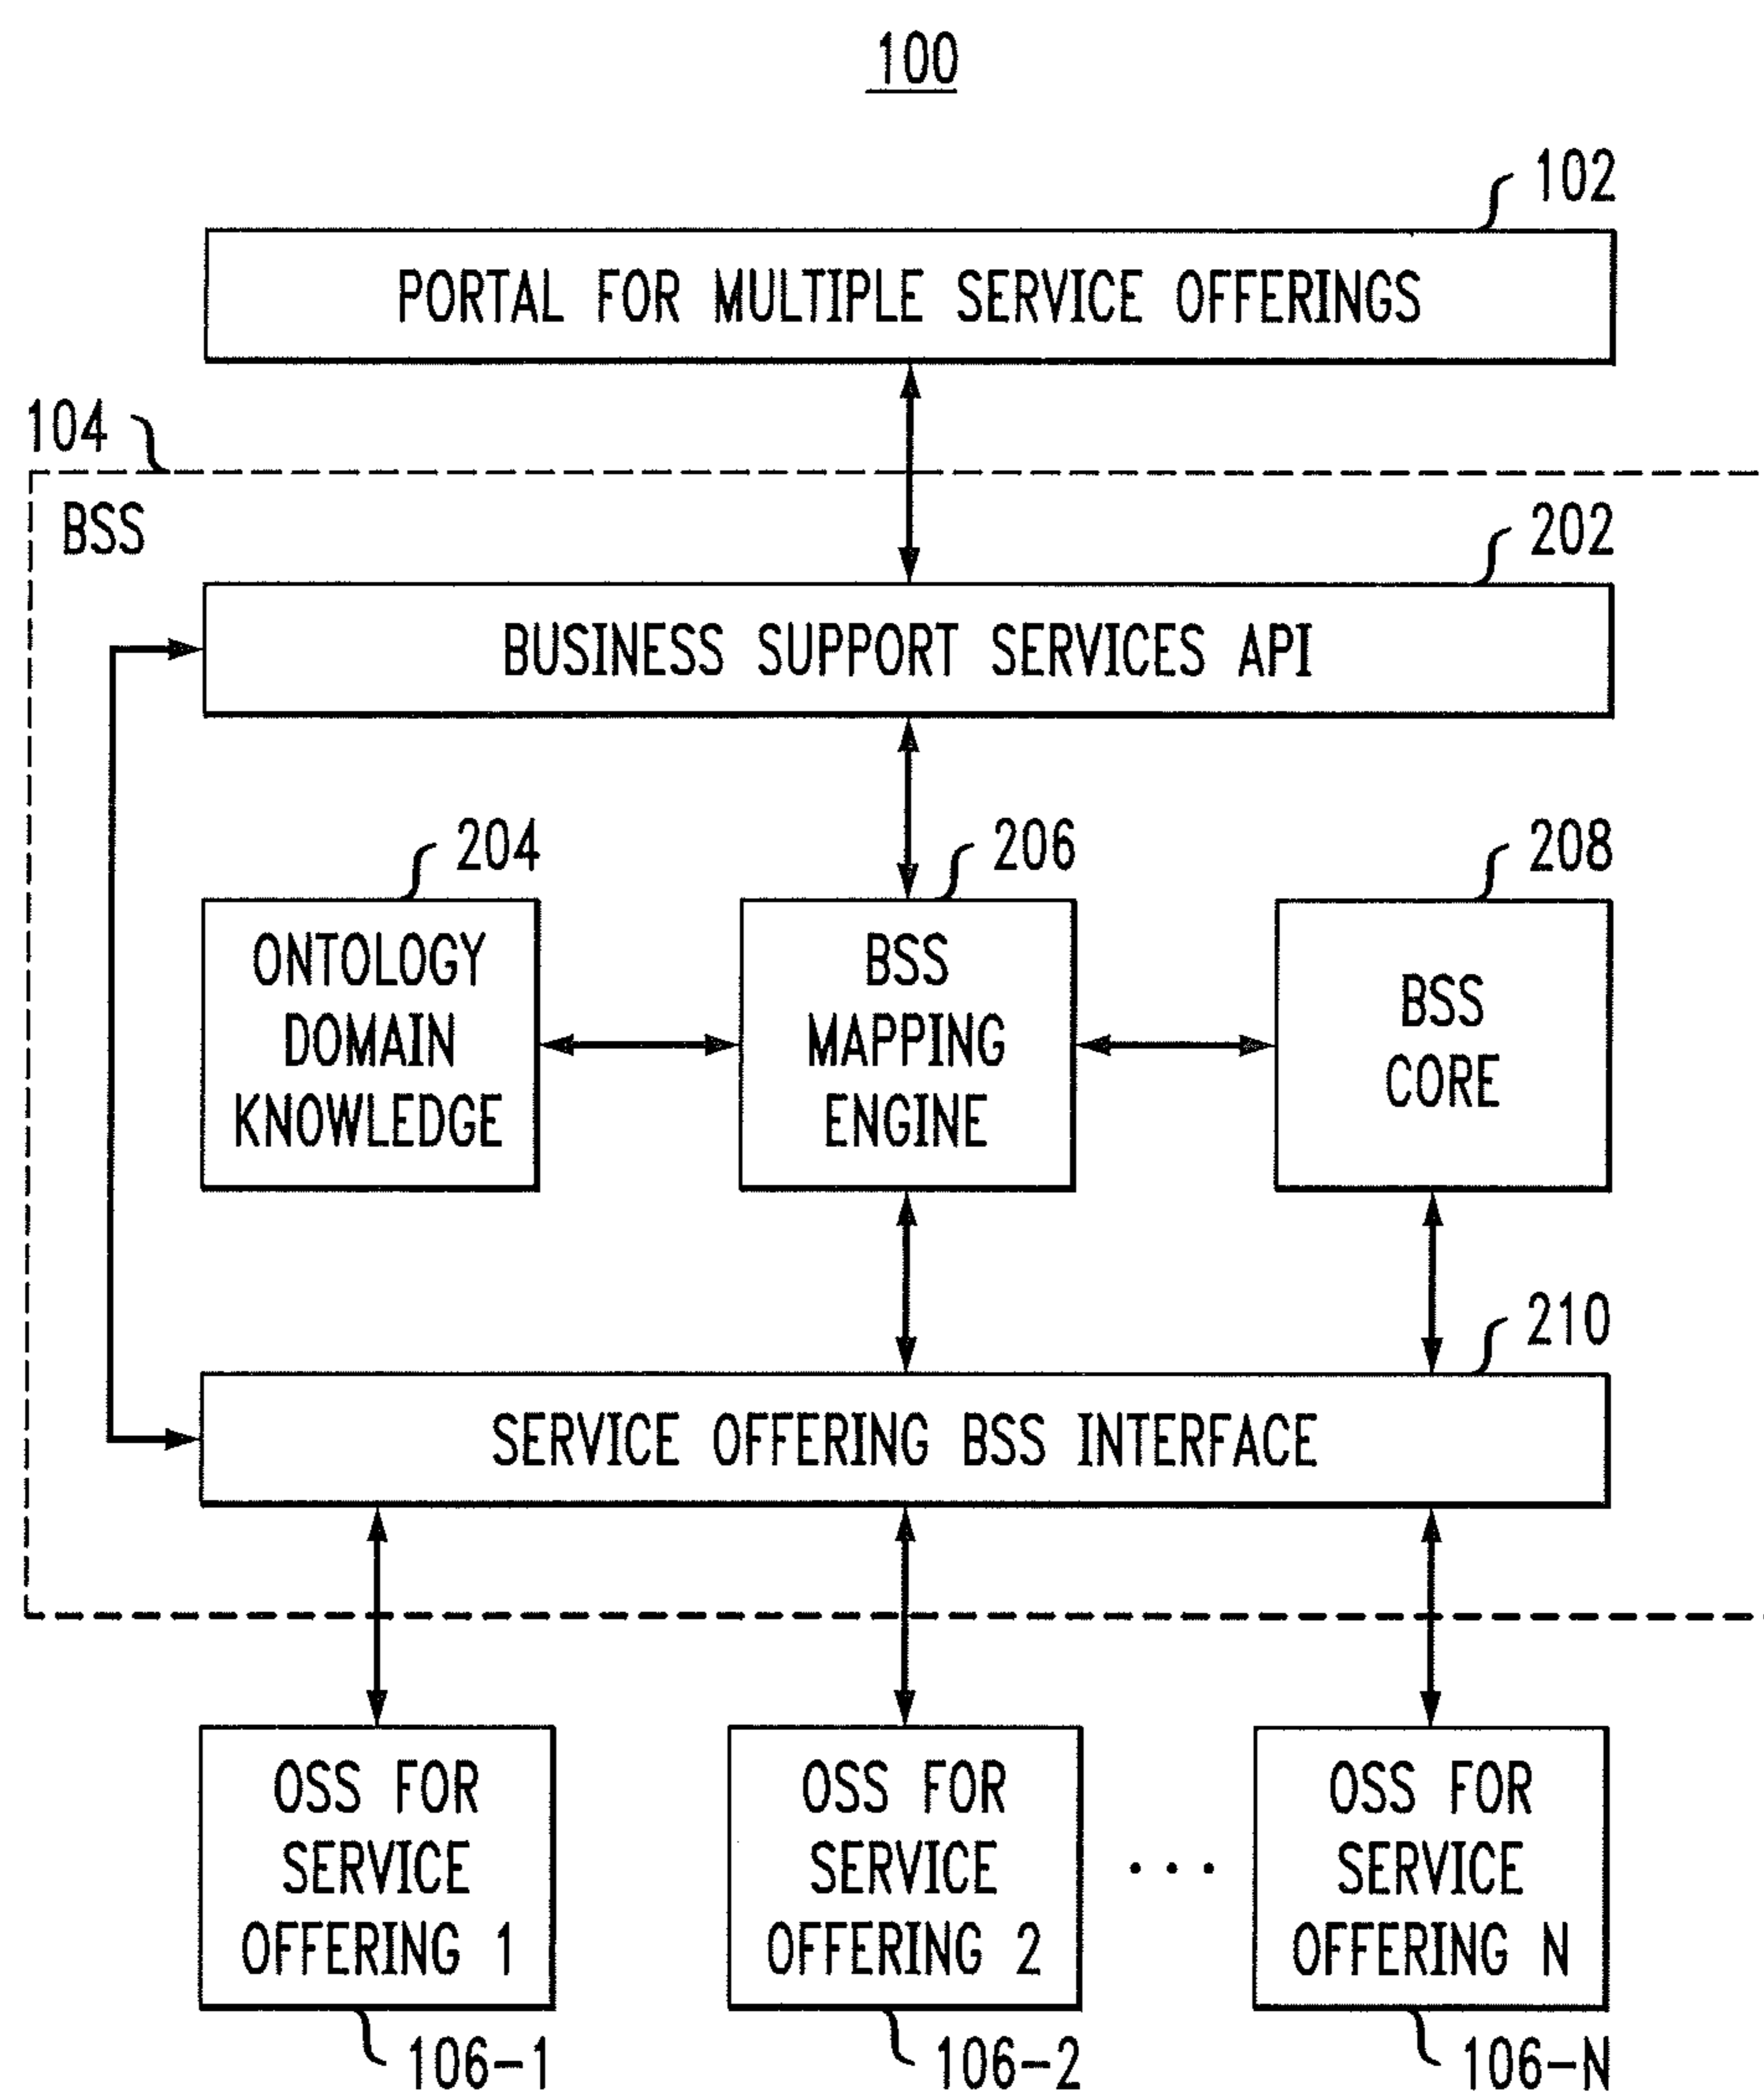 100
102
PORTAL FOR MULTIPLE SERVICE OFFERINGS
104
BSS
202
BUSINESS SUPPORT SERVICES API
204
206
208
ONTOLOGY
DOMAIN
KNOWLEDGE
BSS
MAPPING
ENGINE
BSS
CORE
210
SERVICE OFFERING BSS INTERFACE
OSS FOR
SERVICE
OFFERING 1
OSS FOR
SERVICE
OFFERING 2
...
OSS FOR
SERVICE
OFFERING N
106-1
106-2
106-N